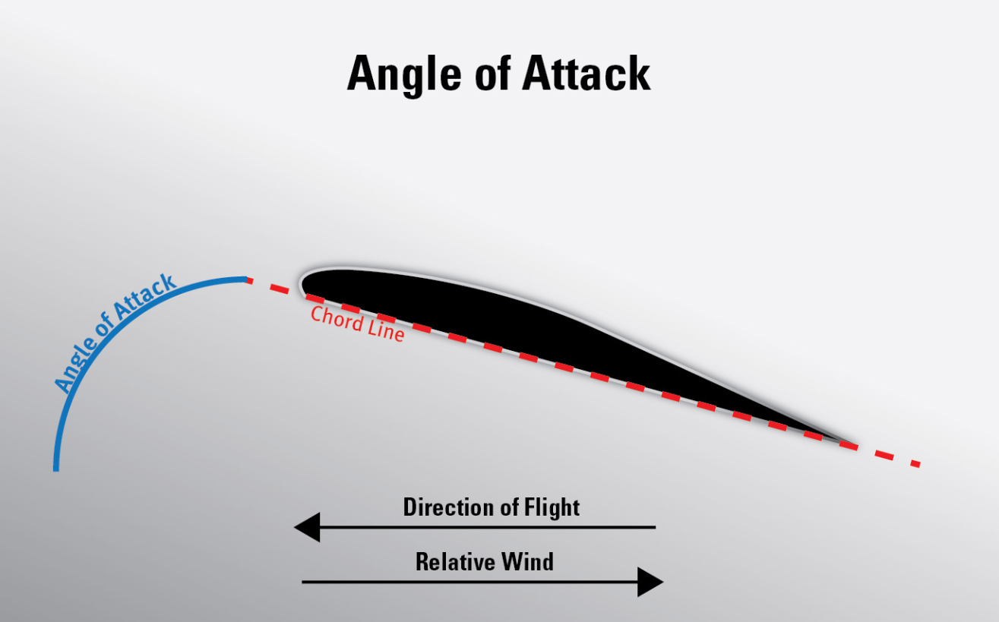 Angle of Attack
Angle of Attack
Chord Line
Direction of Flight
Relative Wind